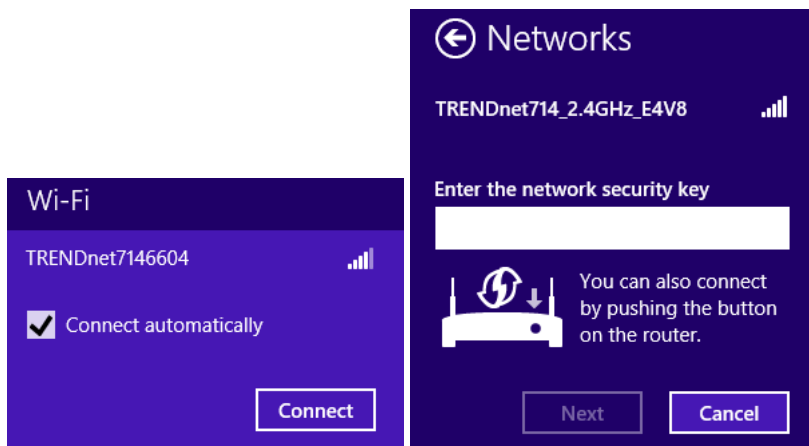 Wi-Fi
TRENDnet7146604
Connect automatically
Connect
Networks
TRENDnet714_2.4GHz_E4V8
Enter the network security key
You can also connect
by pushing the button
on the router.
Next
Cancel